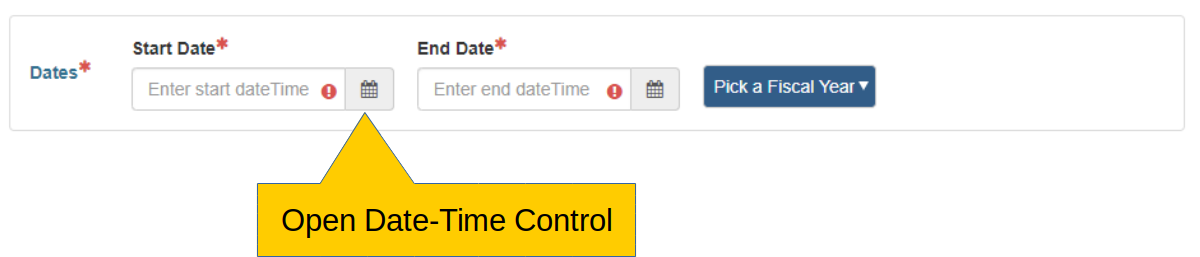 Start Date*
End Date*
Dates*
Enter start dateTime
Enter end dateTime
Pick a Fiscal Year ▾
Open Date-Time Control